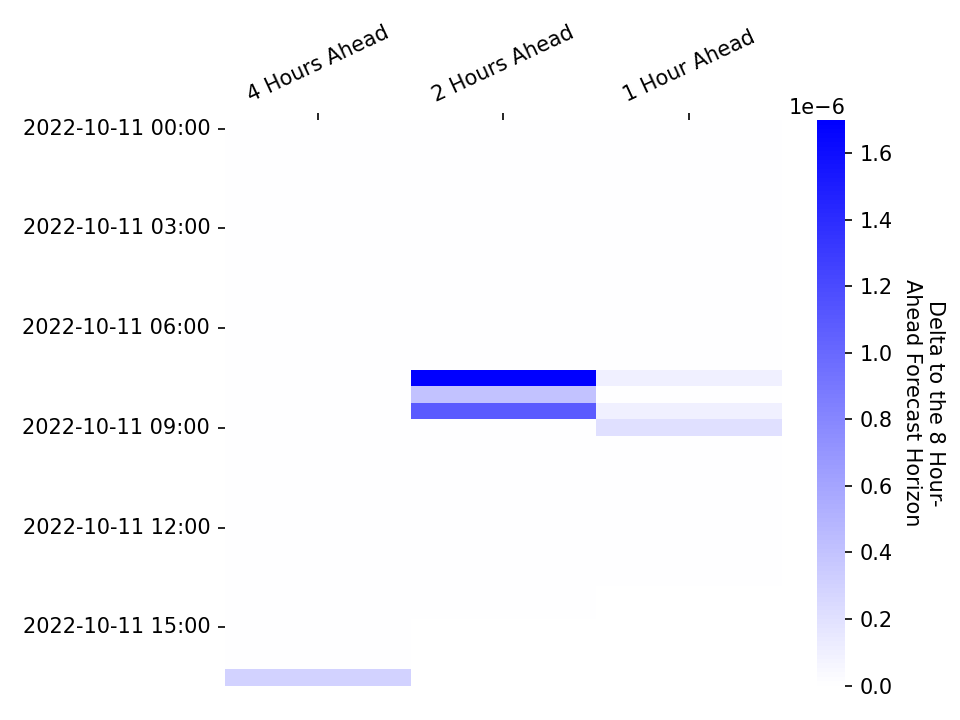 4 Hours Ahead
2 Hours Ahead
1 Hour Ahead
1e−6
2022-10-11 00:00
2022-10-11 03:00
2022-10-11 06:00
2022-10-11 09:00
2022-10-11 12:00
2022-10-11 15:00
1.6
1.4
1.2
1.0
0.8
0.6
0.4
0.2
0.0
Delta to the 8 Hour-
Ahead Forecast Horizon